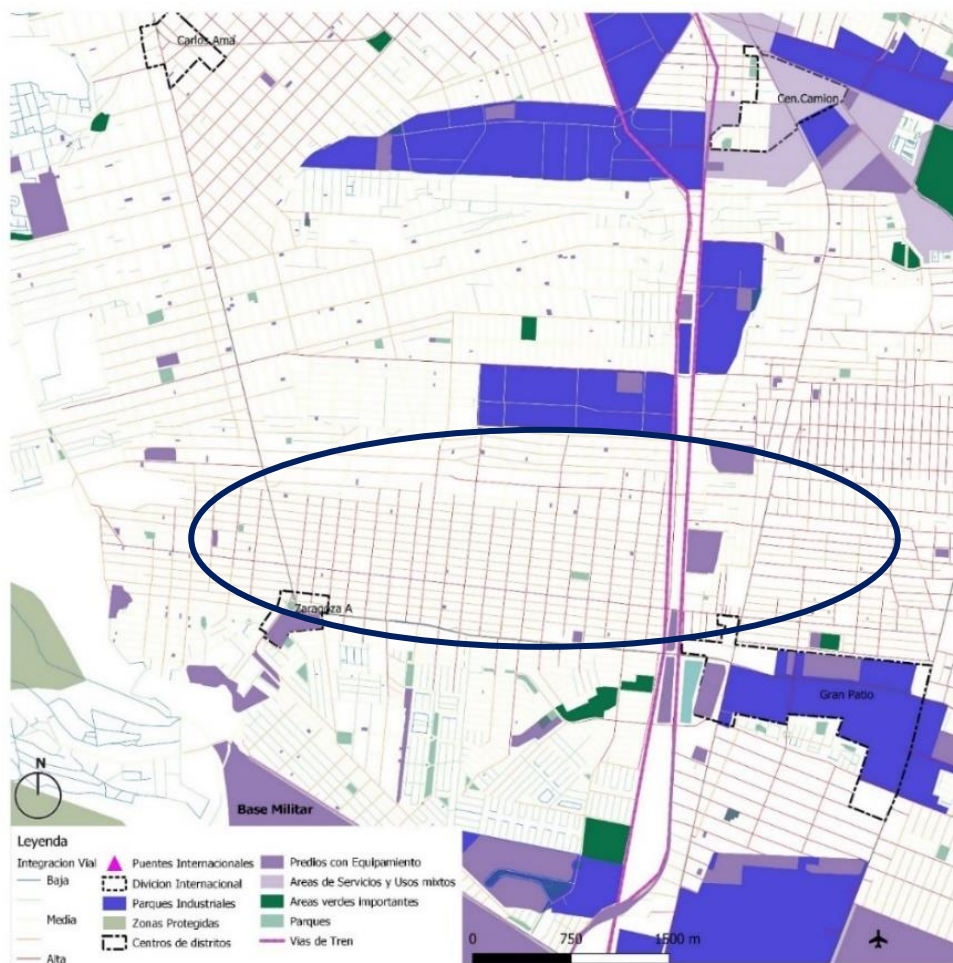 Carlos Ama
Cen.Camion
Zaragoza A
Gran Patio
N
Base Militar
Leyenda
Integracion Vial
Baja
Media
Alta
Puentes Internacionales
Divicion Internacional
Parques Industriales
Zonas Protegidas
Centros de distritos
Predios con Equipamiento
Areas de Servicios y Usos mixtos
Areas verdes importantes
Parques
Vias de Tren
0 750 1500 m